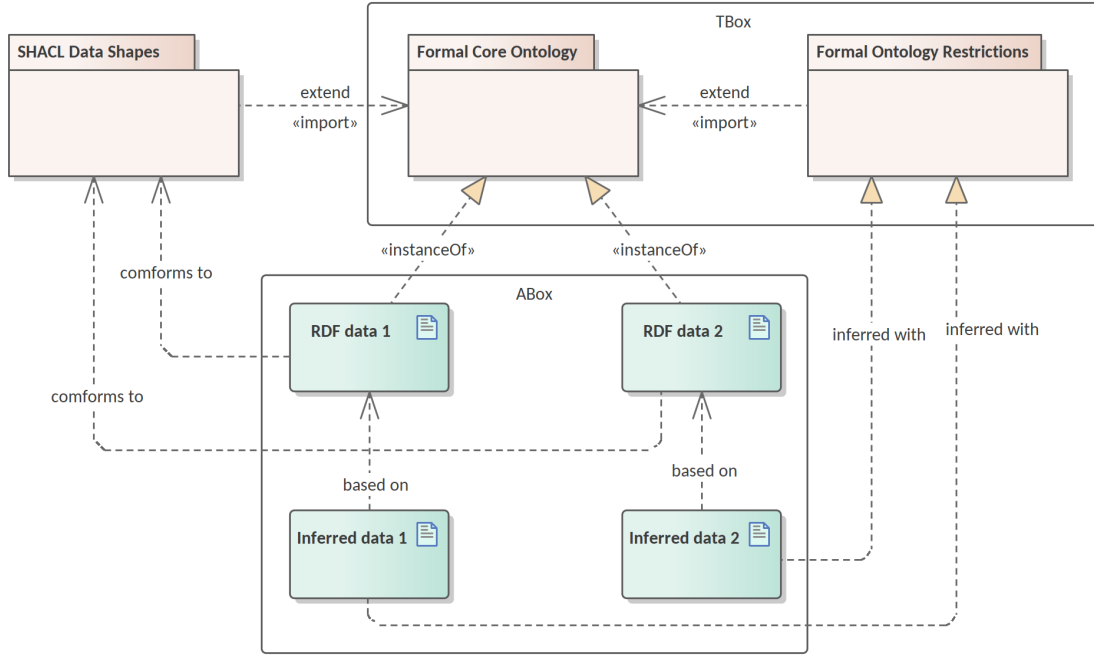 TBox
SHACL Data Shapes
Formal Core Ontology
Formal Ontology Restrictions
extend
«import»
extend
«import»
«instanceOf»
«instanceOf»
comforms to
ABox
RDF data 1
RDF data 2
inferred with
inferred with
comforms to
based on
based on
Inferred data 1
Inferred data 2